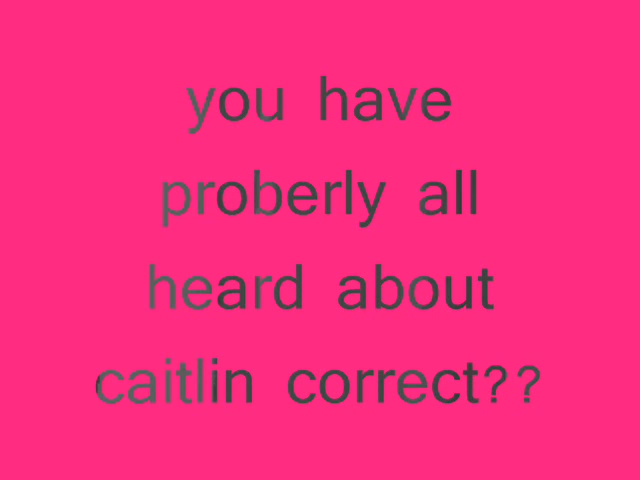 you have
proberly all
heard about
caitlin correct??